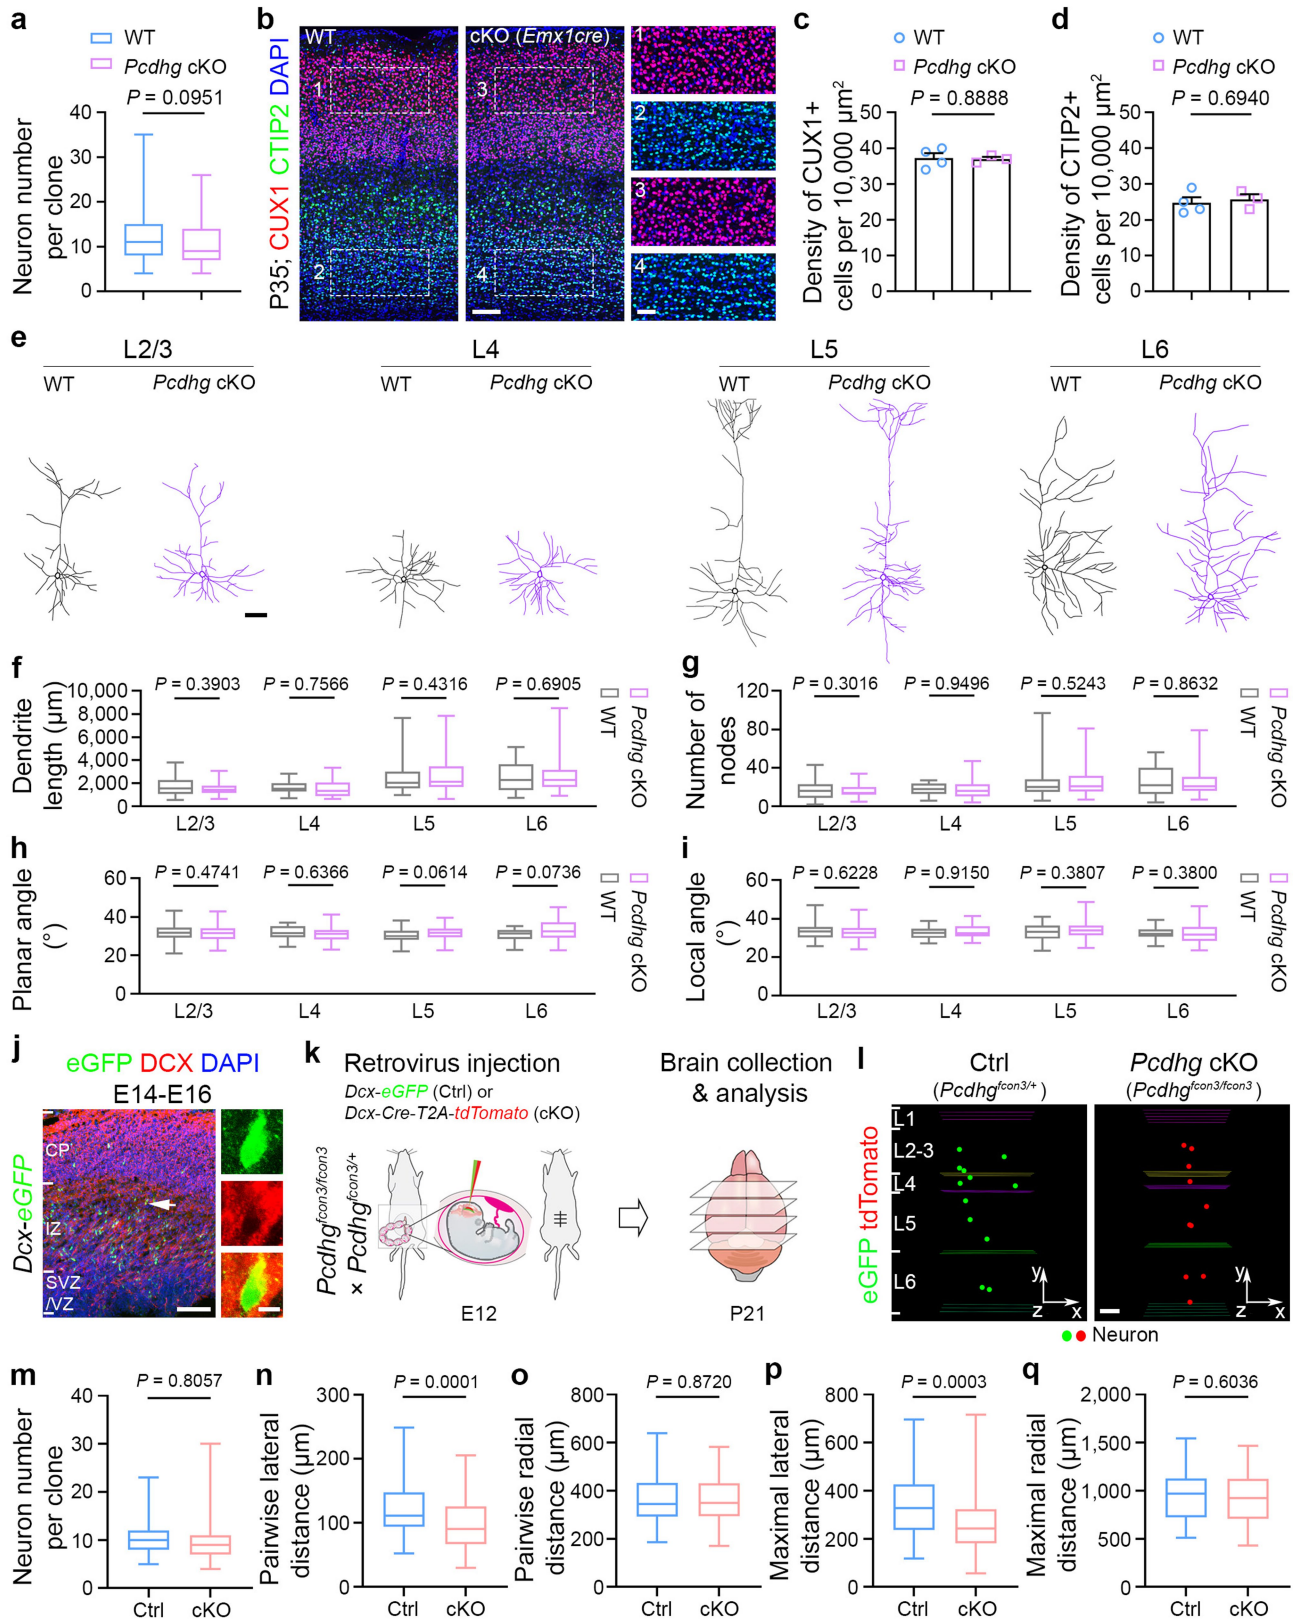 a
WT
Pcdhg cKO
P = 0.0951
Neuron number
per clone
40
30
20
10
0
b
P35; CUX1 CTIP2 DAPI
WT
cKO (Emx1cre)
1
2
3
4
1
2
3
4
c
WT
Pcdhg cKO
P = 0.8888
Density of CUX1+
cells per 10,000 µm²
50
40
30
20
10
0
d
WT
Pcdhg cKO
P = 0.6940
Density of CTIP2+
cells per 10,000 µm²
50
40
30
20
10
0
e
L2/3
L4
L5
L6
WT
Pcdhg cKO
WT
Pcdhg cKO
WT
Pcdhg cKO
WT
Pcdhg cKO
f
Dendrite
length (µm)
10,000
8,000
6,000
4,000
2,000
0
P = 0.3903
P = 0.7566
P = 0.4316
P = 0.6905
L2/3
L4
L5
L6
WT
Pcdhg cKO
g
Number of
nodes
120
80
40
0
P = 0.3016
P = 0.9496
P = 0.5243
P = 0.8632
L2/3
L4
L5
L6
WT
Pcdhg cKO
h
Planar angle
(°)
60
40
20
0
P = 0.4741
P = 0.6366
P = 0.0614
P = 0.0736
L2/3
L4
L5
L6
WT
Pcdhg cKO
i
Local angle
(°)
60
40
20
0
P = 0.6228
P = 0.9150
P = 0.3807
P = 0.3800
L2/3
L4
L5
L6
WT
Pcdhg cKO
j
eGFP DCX DAPI
E14-E16
Dcx-eGFP
CP
IZ
SVZ
/VZ
k
Retrovirus injection
Dcx-eGFP (Ctrl) or
Dcx-Cre-T2A-tdTomato (cKO)
Pcdhgfcon3/fcon3
× Pcdhgfcon3/+
E12
Brain collection
& analysis
P21
l
Ctrl
(Pcdhgfcon3/+)
Pcdhg cKO
(Pcdhgfcon3/fcon3)
eGFP tdTomato
L1
L2-3
L4
L5
L6
y
z
x
y
z
x
Neuron
m
P = 0.8057
Neuron number
per clone
40
30
20
10
0
Ctrl
cKO
n
P = 0.0001
Pairwise lateral
distance (µm)
300
200
100
0
Ctrl
cKO
o
P = 0.8720
Pairwise radial
distance (µm)
800
600
400
200
0
Ctrl
cKO
p
P = 0.0003
Maximal lateral
distance (µm)
800
600
400
200
0
Ctrl
cKO
q
P = 0.6036
Maximal radial
distance (µm)
2,000
1,500
1,000
500
0
Ctrl
cKO